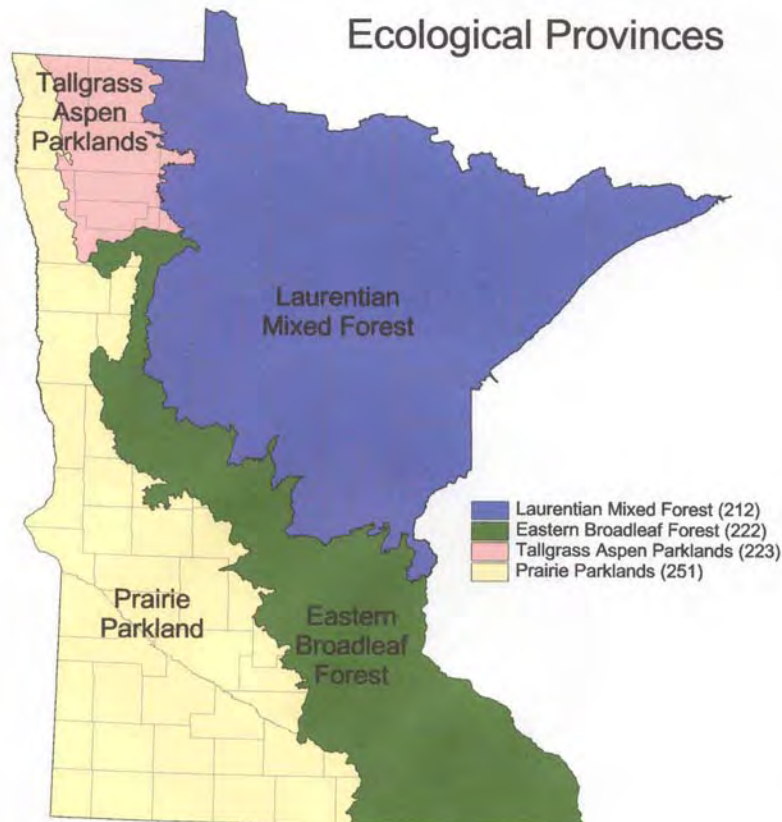 Ecological Provinces
Tallgrass
Aspen
Parklands
Laurentian
Mixed Forest
Laurentian Mixed Forest (212)
Eastern Broadleaf Forest (222)
Tallgrass Aspen Parklands (223)
Prairie Parklands (251)
Prairie
Parkland
Eastern
Broadleaf
Forest